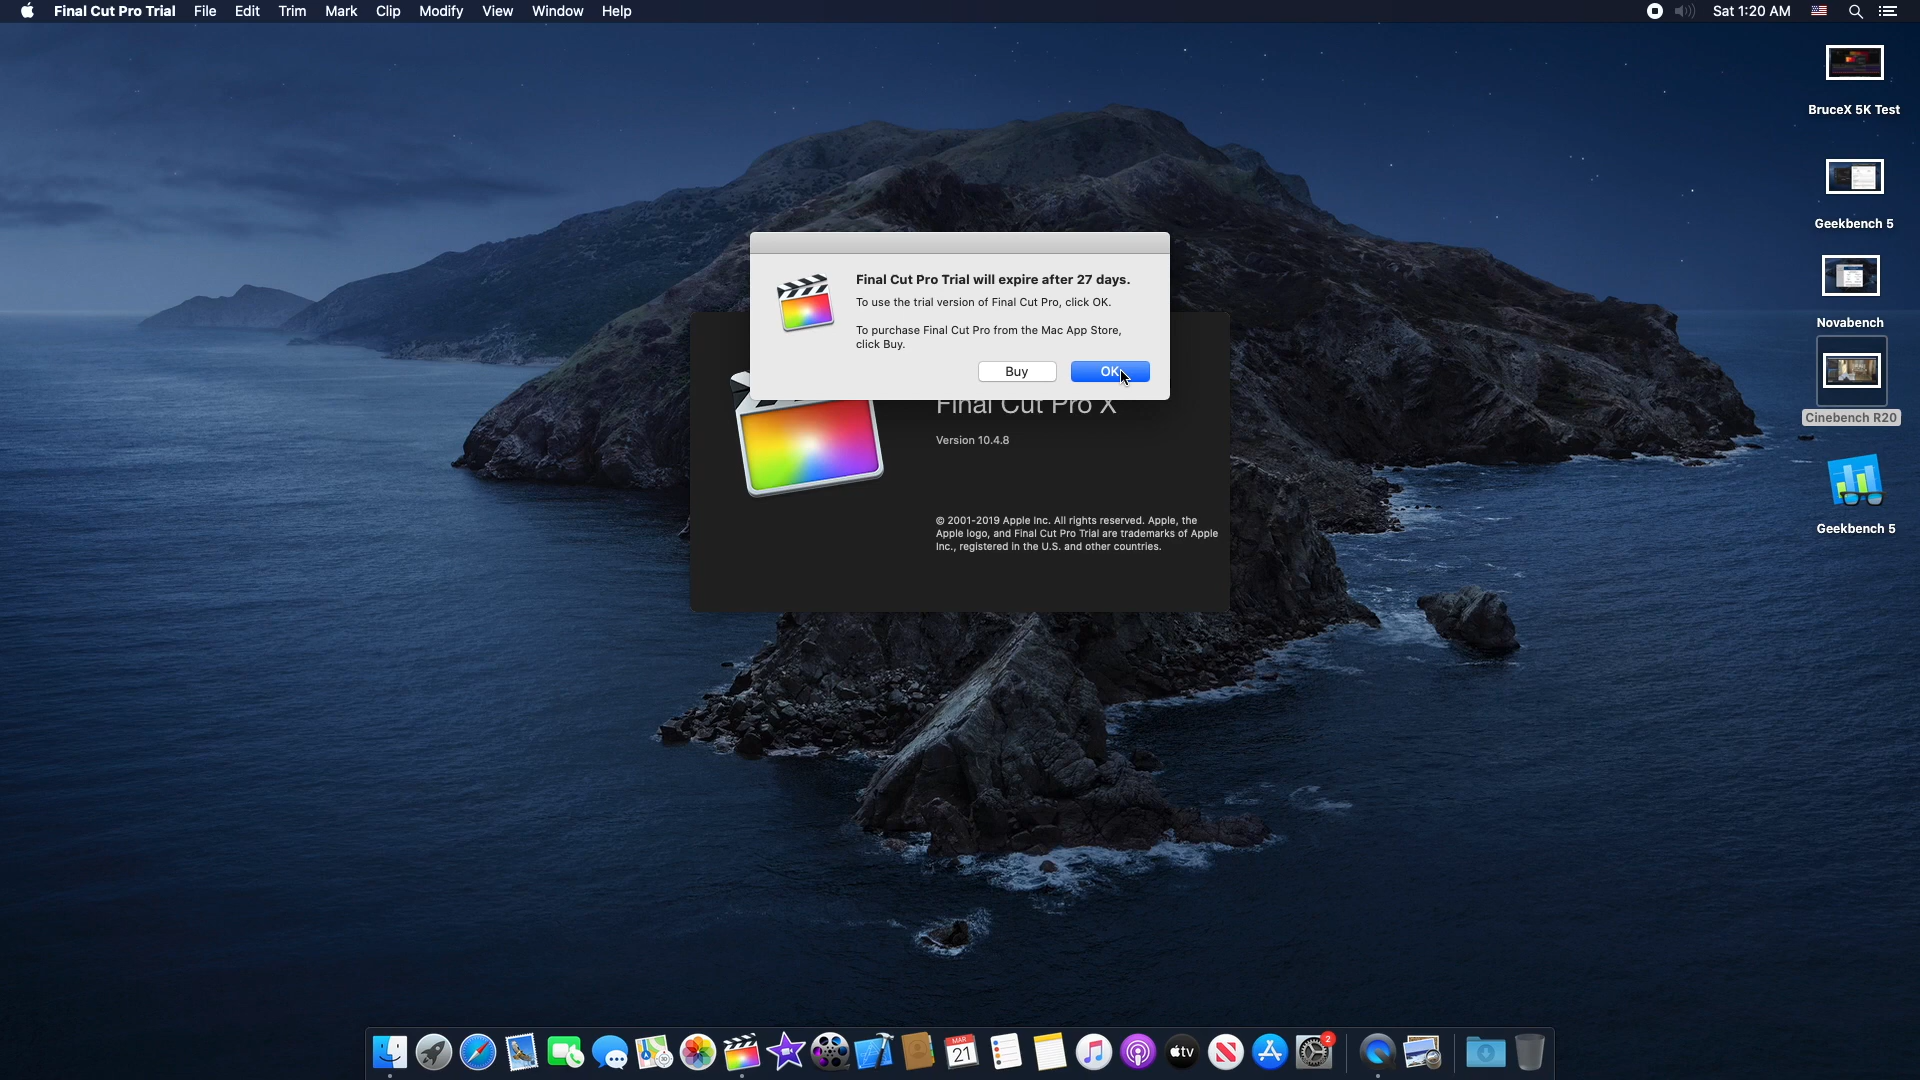 Final Cut Pro Trial File Edit Trim Mark Clip Modify View Window Help Sat 1:20 AM
BruceX 5K Test
Geekbench 5
Novabench
Cinebench R20
Geekbench 5
Final Cut Pro Trial will expire after 27 days.
To use the trial version of Final Cut Pro, click OK.
To purchase Final Cut Pro from the Mac App Store,
click Buy.
Buy OK
Final Cut Pro X
Version 10.4.8
© 2001-2019 Apple Inc. All rights reserved. Apple, the
Apple logo, and Final Cut Pro Trial are trademarks of Apple
Inc., registered in the U.S. and other countries.
MAR
21
3D
tv
2